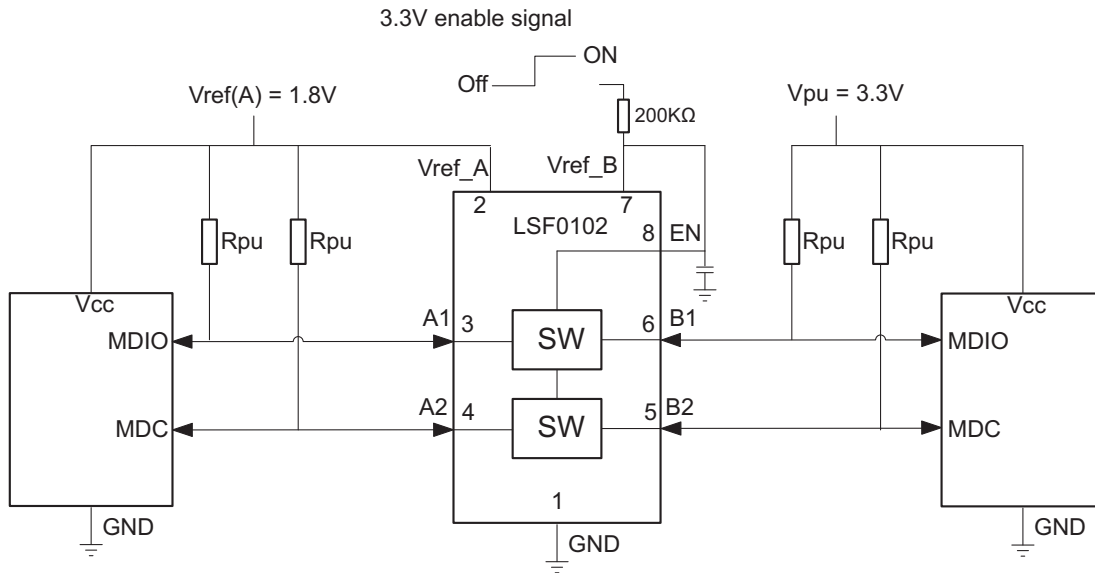 3.3V enable signal
ON
Off
Vref(A) = 1.8V
200KΩ
Vpu = 3.3V
Vref_A
Vref_B
2
7
LSF0102
8
EN
Rpu
Rpu
Rpu
Rpu
Vcc
MDIO
MDC
GND
A1
3
SW
6
B1
A2
4
SW
5
B2
1
GND
Vcc
MDIO
MDC
GND